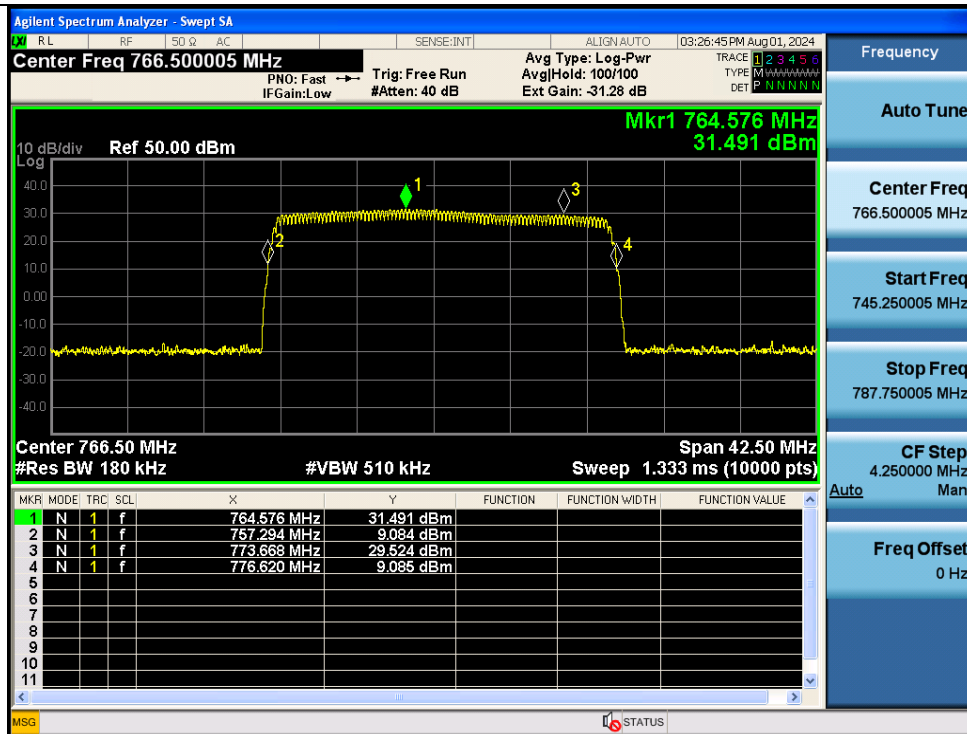 Agilent Spectrum Analyzer - Swept SA
LXI RL RF 50 Ω AC SENSE:INT ALIGN AUTO 03:26:45 PM Aug 01, 2024
Center Freq 766.500005 MHz
PNO: Fast
IFGain:Low
Trig: Free Run
#Atten: 40 dB
Avg Type: Log-Pwr
Avg|Hold: 100/100
Ext Gain: -31.28 dB
TRACE 1 2 3 4 5 6
TYPE M WWWWW
DET P N N N N N
Mkr1 764.576 MHz
31.491 dBm
10 dB/div Ref 50.00 dBm
Log
40.0
30.0
20.0
10.0
0.00
-10.0
-20.0
-30.0
-40.0
1
2
3
4
Center 766.50 MHz Span 42.50 MHz
#Res BW 180 kHz #VBW 510 kHz Sweep 1.333 ms (10000 pts)
MKR MODE TRC SCL X Y FUNCTION FUNCTION WIDTH FUNCTION VALUE
1 N 1 f 764.576 MHz 31.491 dBm
2 N 1 f 757.294 MHz 9.084 dBm
3 N 1 f 773.668 MHz 29.524 dBm
4 N 1 f 776.620 MHz 9.085 dBm
5
6
7
8
9
10
11
MSG STATUS
Frequency
Auto Tune
Center Freq
766.500005 MHz
Start Freq
745.250005 MHz
Stop Freq
787.750005 MHz
CF Step
4.250000 MHz
Auto Man
Freq Offset
0 Hz